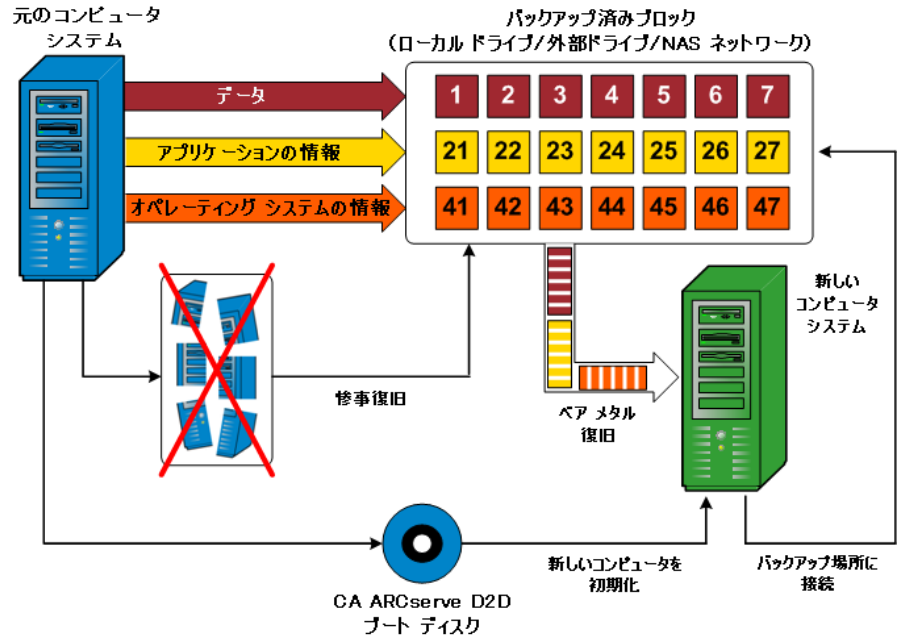 元のコンピュータ
システム
バックアップ済みブロック
(ローカル ドライブ/外部ドライブ/NAS ネットワーク)
データ
1 2 3 4 5 6 7
アプリケーションの情報
21 22 23 24 25 26 27
オペレーティング システムの情報
41 42 43 44 45 46 47
新しい
コンピュータ
システム
惨事復旧
ベア メタル
復旧
新しいコンピュータを
初期化
バックアップ場所に
接続
CA ARCserve D2D
ブート ディスク